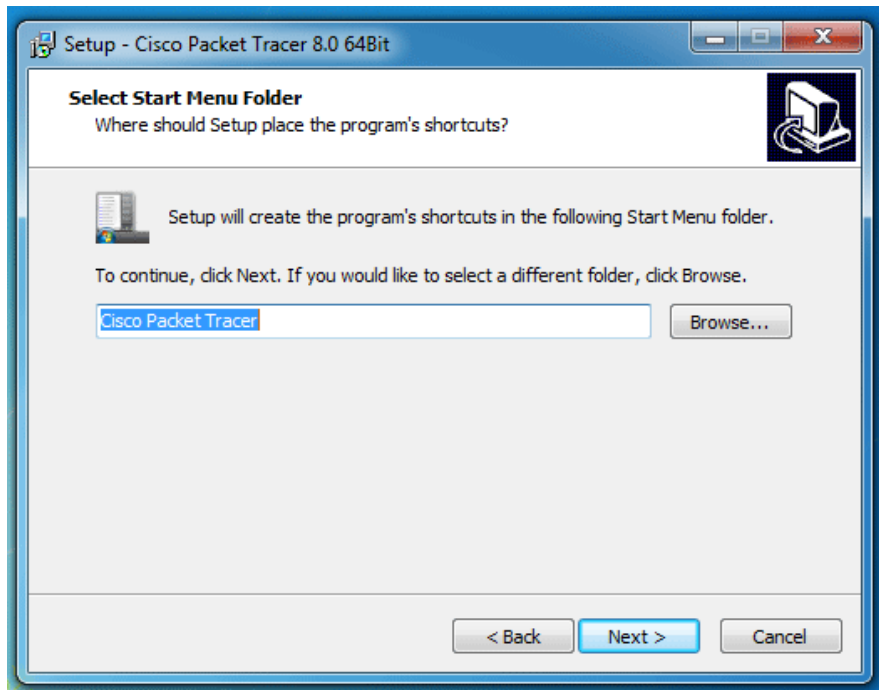 Setup - Cisco Packet Tracer 8.0 64Bit
Select Start Menu Folder
Where should Setup place the program's shortcuts?
Setup will create the program's shortcuts in the following Start Menu folder.
To continue, click Next. If you would like to select a different folder, click Browse.
Cisco Packet Tracer
Browse...
< Back
Next >
Cancel